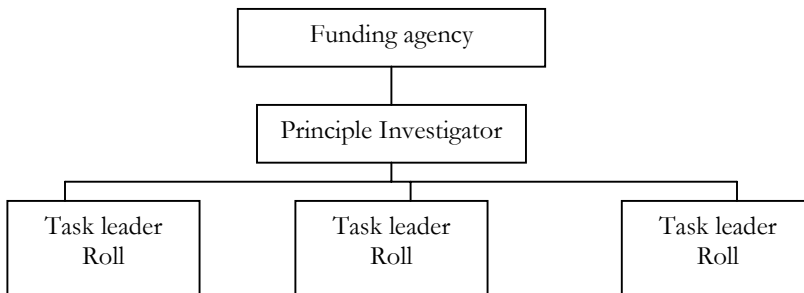 Funding agency
Principle Investigator
Task leader
Roll
Task leader
Roll
Task leader
Roll